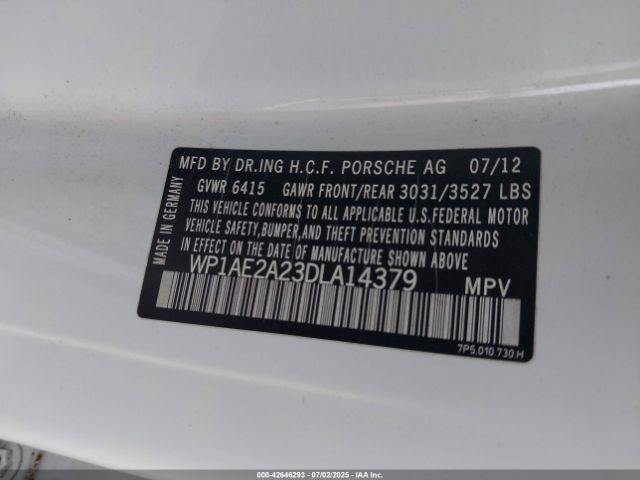 MFD BY DR.ING H.C.F. PORSCHE AG 07/12
GVWR 6415 GAWR FRONT/REAR 3031/3527 LBS
THIS VEHICLE CONFORMS TO ALL APPLICABLE U.S.FEDERAL MOTOR
VEHICLE SAFETY,BUMPER,AND THEFT PREVENTION STANDARDS
IN EFFECT ON THE DATE OF MANUFACTURE SHOWN ABOVE.
WP1AE2A23DLA14379 MPV
MADE IN GERMANY
7P5.010.730.H
000-42646293 - 07/02/2025 - © IAA Inc.